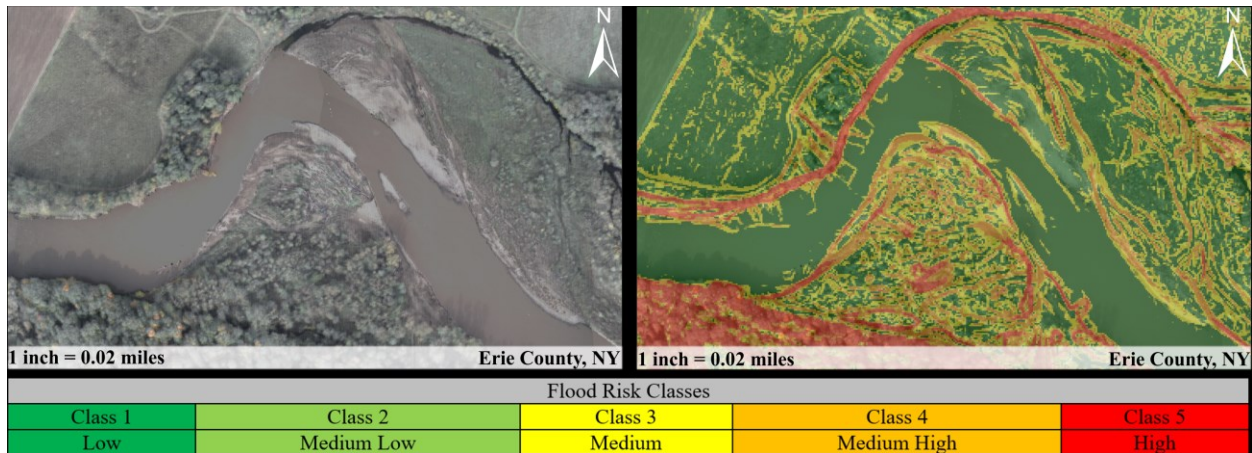 N
N
1 inch = 0.02 miles Erie County, NY
1 inch = 0.02 miles Erie County, NY
Flood Risk Classes
Class 1 Class 2 Class 3 Class 4 Class 5
Low Medium Low Medium Medium High High